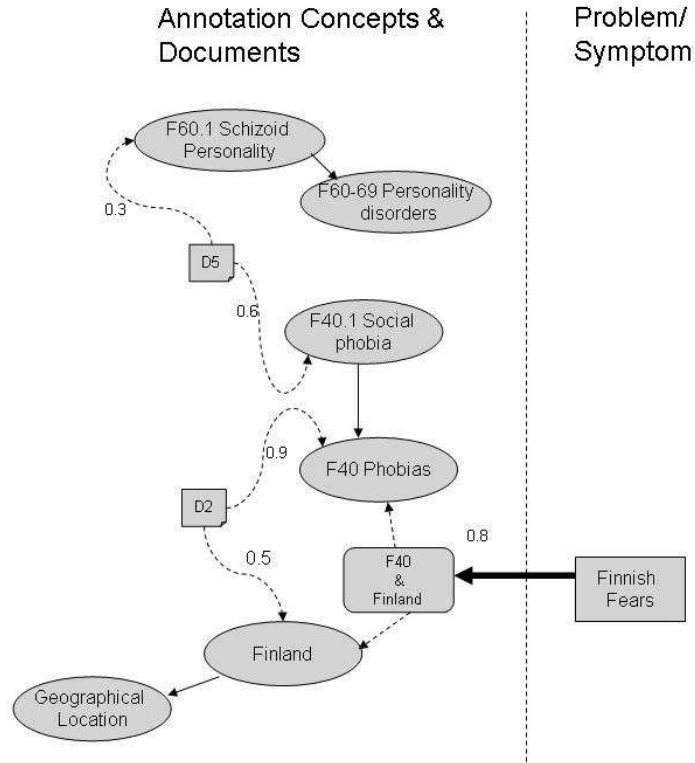 Annotation Concepts &
Documents
Problem/
Symptom
F60.1 Schizoid
Personality
F60-69 Personality
disorders
0.3
D5
0.6
F40.1 Social
phobia
0.9
F40 Phobias
D2
0.8
0.5
F40
&
Finland
Finnish
Fears
Finland
Geographical
Location